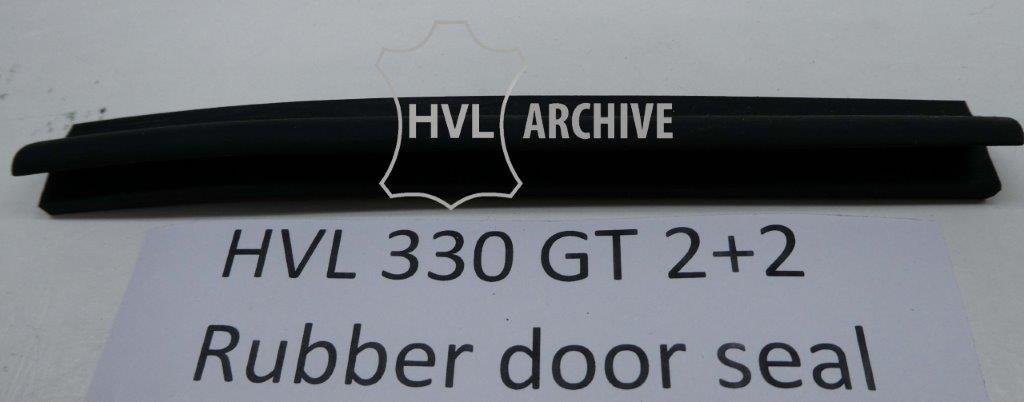 HVL ARCHIVE
HVL 330 GT 2+2
Rubber door seal